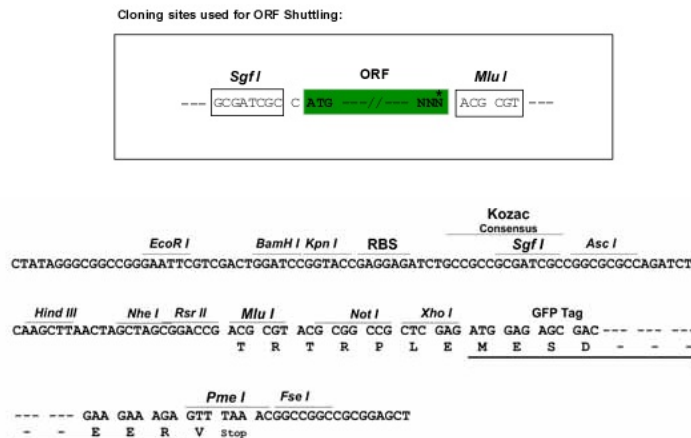 Cloning sites used for ORF Shuttling:
Sgf I ORF Mlu I
--- GCGATCGC C ATG ---//--- NNN* ACG CGT ---
Kozac
Consensus
EcoR I BamH I Kpn I RBS Sgf I Asc I
CTATAGGGCGGCCGGGAATTCGTCGACTGGATCCGGTACCGAGGAGATCTGCCGCCGCGATCGCCGGCGCGCCAGATCT
Hind III Nhe I Rsr II Mlu I Not I Xho I GFP Tag
CAAGCTTAACTAGCTAGCGGACCG ACG CGT ACG CGG CCG CTC GAG ATG GAG AGC GAC --- ---
T R T R P L E M E S D - - -
Pme I Fse I
--- --- GAA GAA AGA GTT TAA ACGGCCGGCCGCGGAGCT
- - E E R V Stop